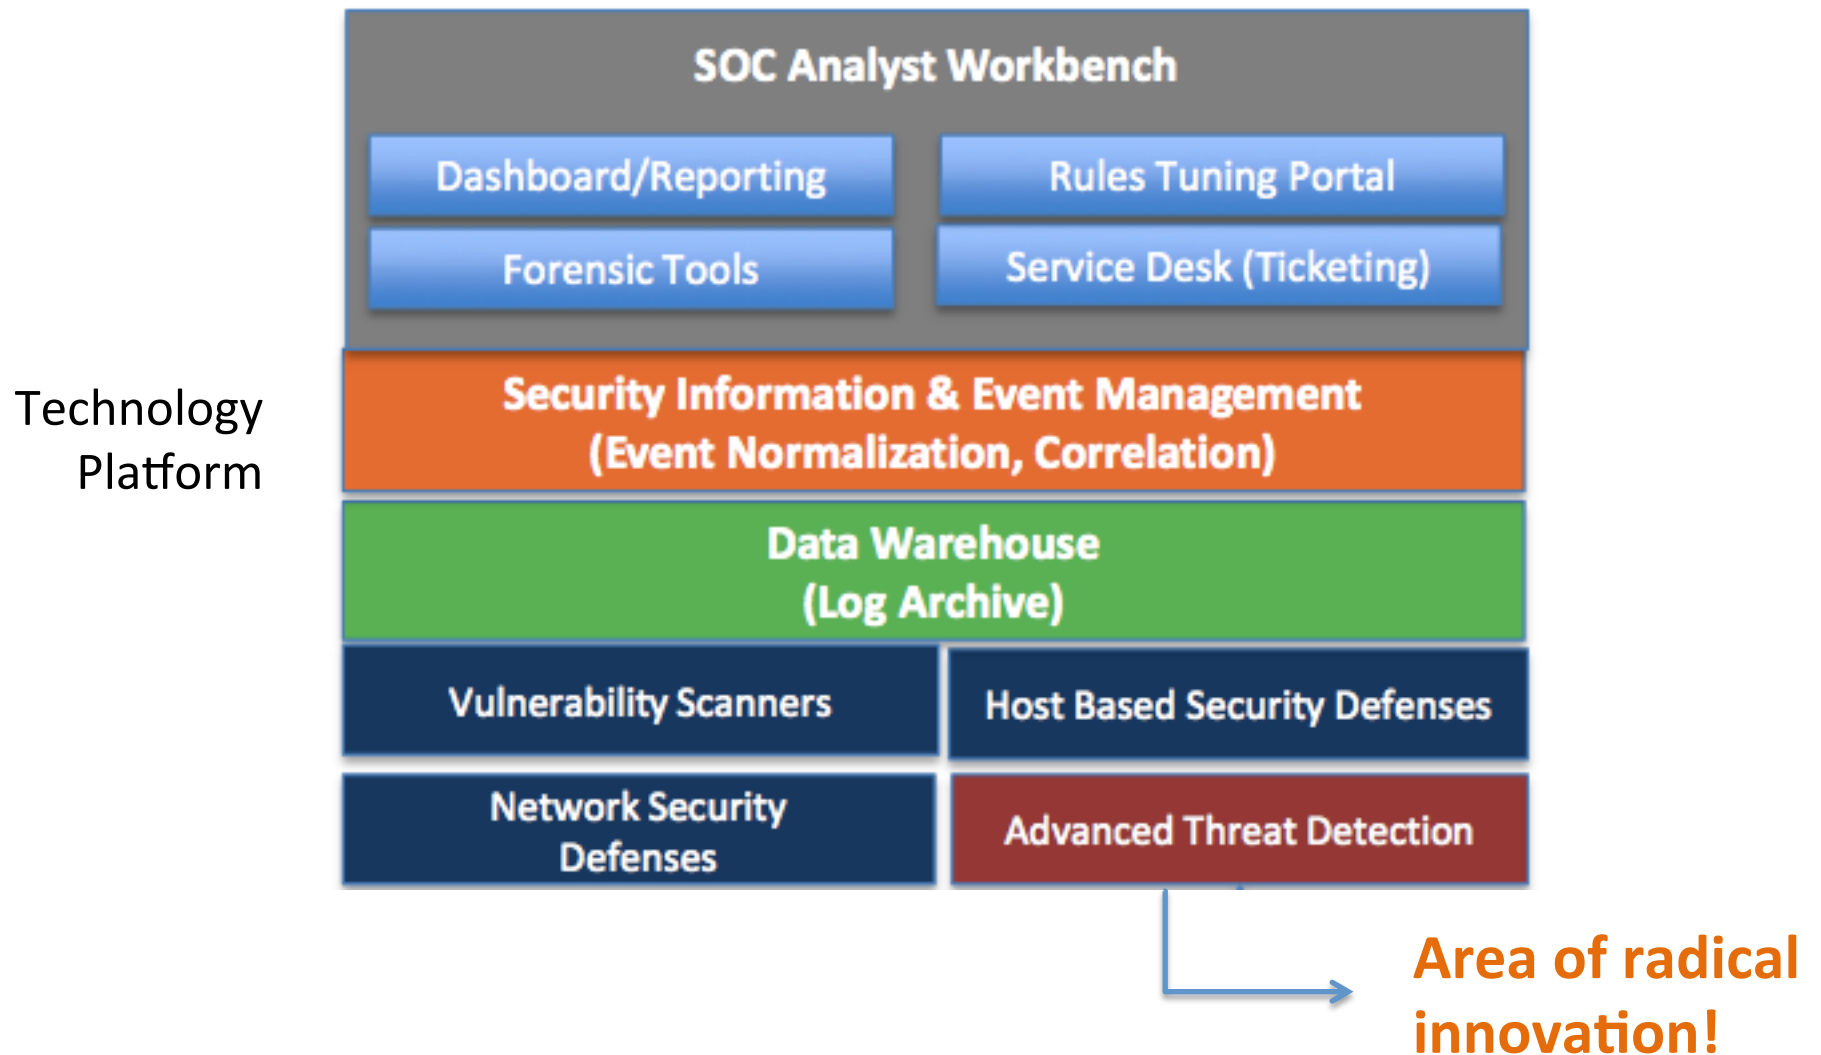 SOC Analyst Workbench
Dashboard/Reporting
Rules Tuning Portal
Forensic Tools
Service Desk (Ticketing)
Technology
Platform
Security Information & Event Management
(Event Normalization, Correlation)
Data Warehouse
(Log Archive)
Vulnerability Scanners
Host Based Security Defenses
Network Security
Defenses
Advanced Threat Detection
Area of radical
innovation!